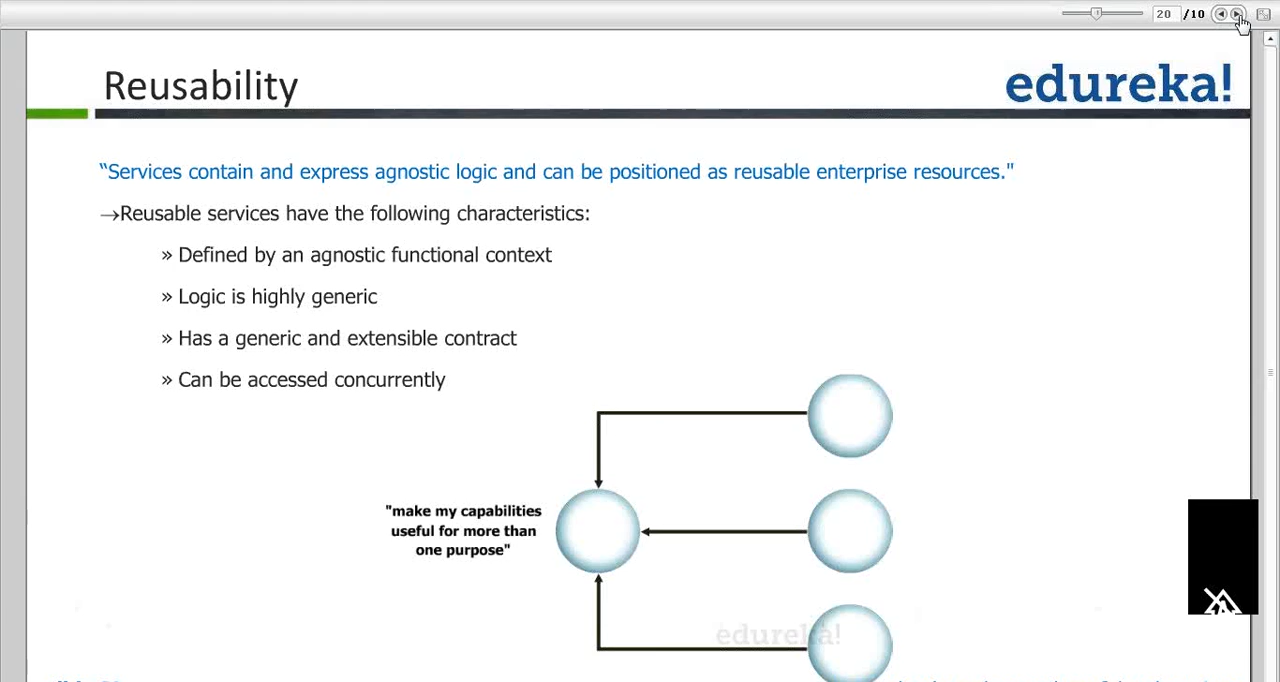 20 /10
Reusability
edureka!
“Services contain and express agnostic logic and can be positioned as reusable enterprise resources."
→Reusable services have the following characteristics:
» Defined by an agnostic functional context
» Logic is highly generic
» Has a generic and extensible contract
» Can be accessed concurrently
"make my capabilities
useful for more than
one purpose"
edureka!